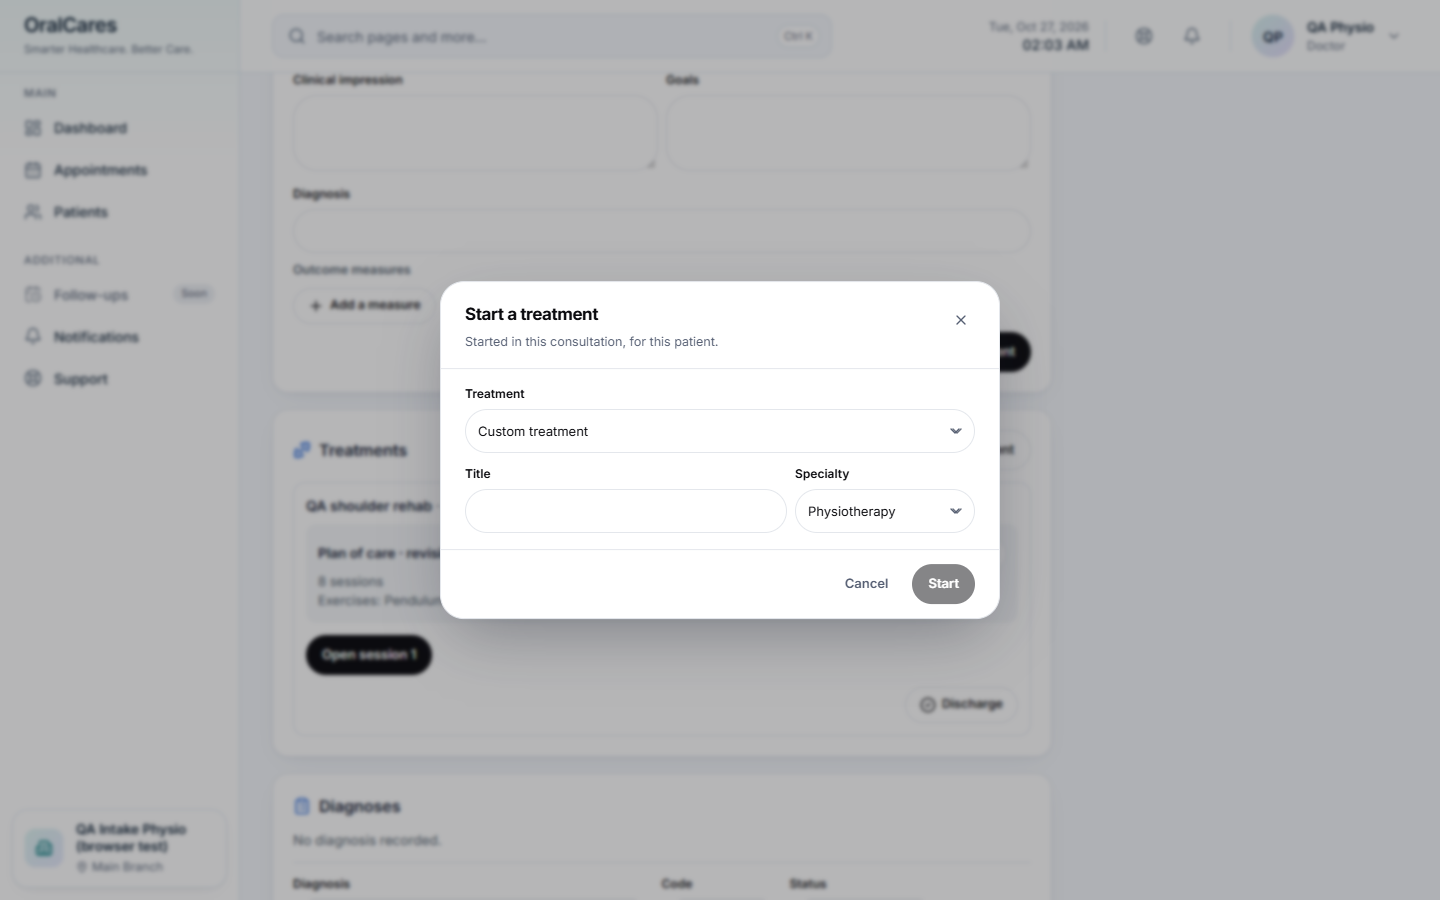 OralCares
Smarter Healthcare. Better Care.
Search pages and more...
Ctrl K
Tue, Oct 27, 2026
02:03 AM
QP
QA Physio
Doctor
MAIN
Dashboard
Appointments
Patients
ADDITIONAL
Follow-ups
Soon
Notifications
Support
QA Intake Physio
(browser test)
Main Branch
Clinical impression
Goals
Diagnosis
Outcome measures
Add a measure
Start a treatment
Started in this consultation, for this patient.
Treatment
Custom treatment
Title
Specialty
Physiotherapy
Cancel
Start
Treatments
QA shoulder rehab
Plan of care
8 sessions
Exercises:
Open session 1
Discharge
Diagnoses
No diagnosis recorded.
Diagnosis
Code
Status